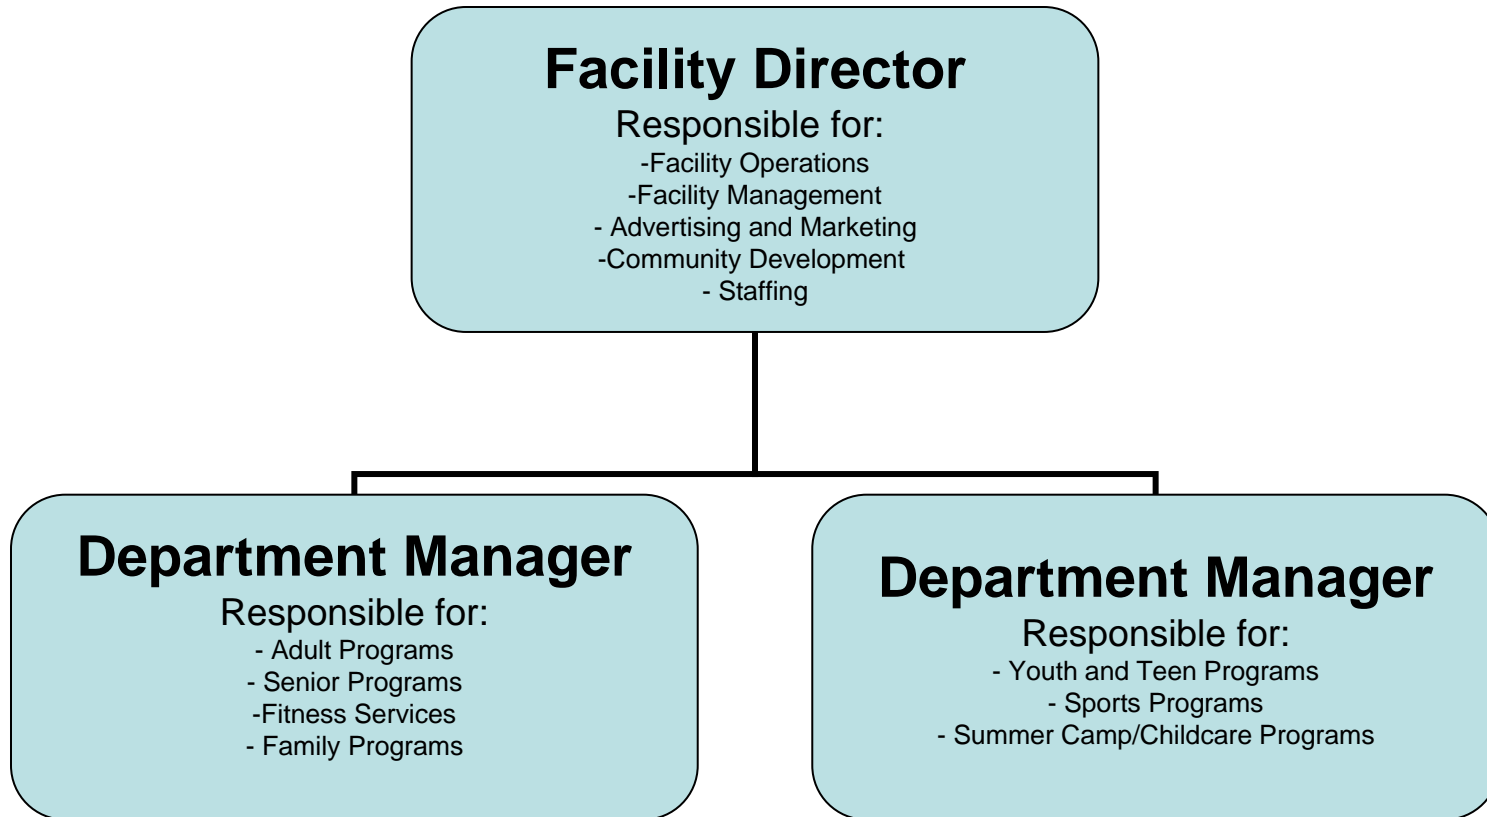 Facility Director
Responsible for:
-Facility Operations
-Facility Management
- Advertising and Marketing
-Community Development
- Staffing
Department Manager
Responsible for:
- Adult Programs
- Senior Programs
-Fitness Services
- Family Programs
Department Manager
Responsible for:
- Youth and Teen Programs
- Sports Programs
- Summer Camp/Childcare Programs